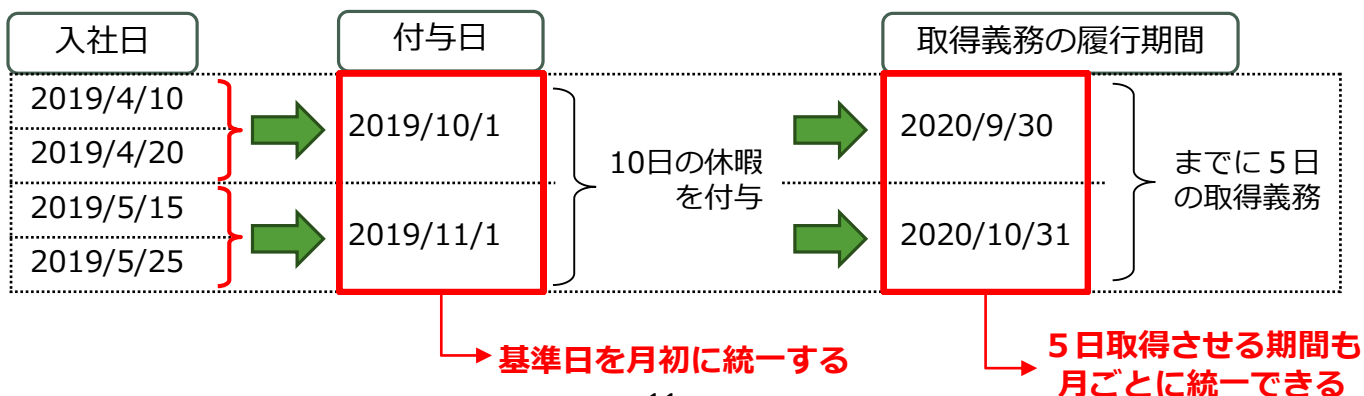 入社日
付与日
取得義務の履行期間
2019/4/10
2019/4/20
2019/5/15
2019/5/25
2019/10/1
2019/11/1
10日の休暇
を付与
2020/9/30
2020/10/31
までに５日
の取得義務
基準日を月初に統一する
５日取得させる期間も
月ごとに統一できる